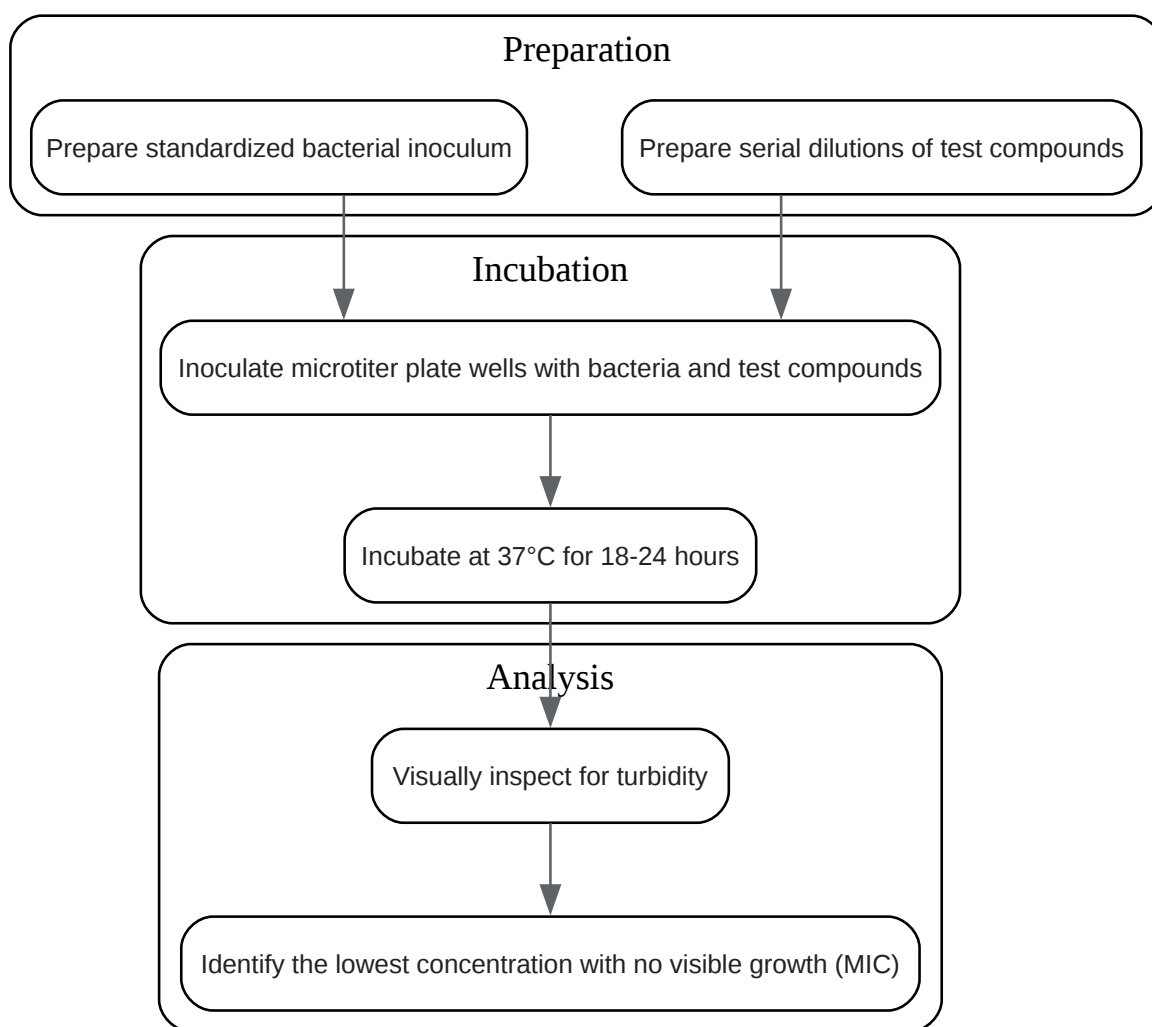 Preparation
Prepare standardized bacterial inoculum
Prepare serial dilutions of test compounds
Incubation
Inoculate microtiter plate wells with bacteria and test compounds
Incubate at 37°C for 18-24 hours
Analysis
Visually inspect for turbidity
Identify the lowest concentration with no visible growth (MIC)